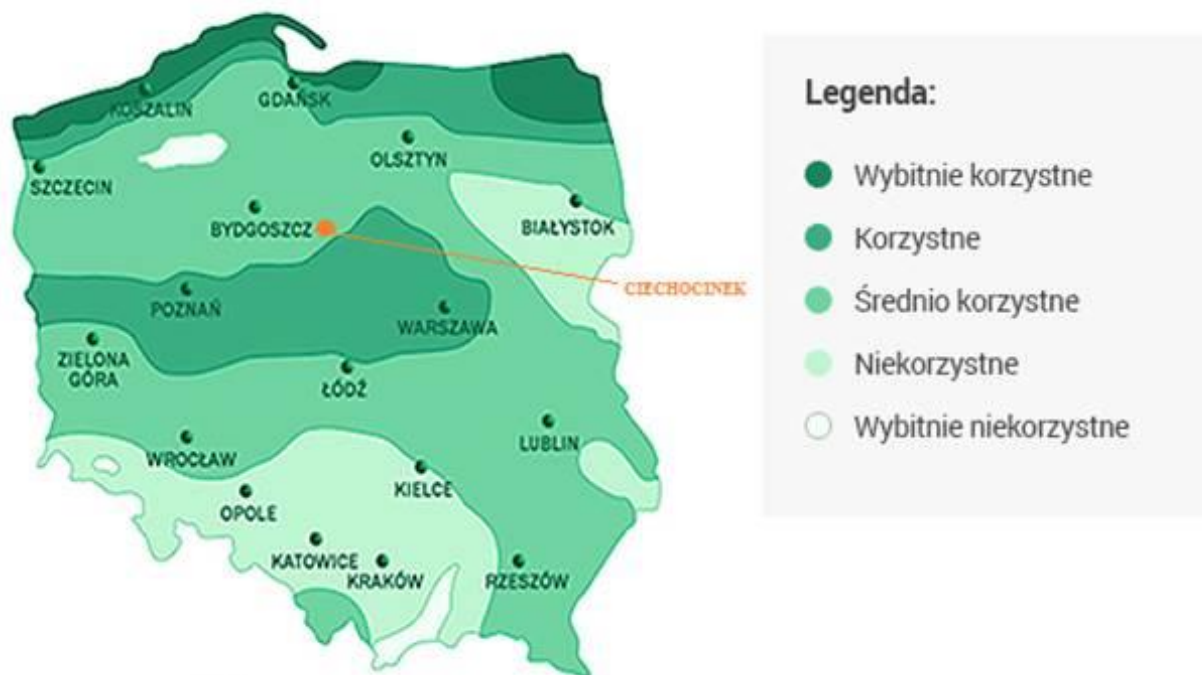 KOSZALIN
GDAŃSK
OLSZTYN
SZCZECIN
BYDGOSZCZ
BIAŁYSTOK
CIECHOCINEK
POZNAŃ
WARSZAWA
ZIELONA
GÓRA
ŁÓDŹ
LUBLIN
WROCŁAW
KIELCE
OPOLE
KATOWICE
KRAKÓW
RZESZÓW
Legenda:
Wybitnie korzystne
Korzystne
Średnio korzystne
Niekorzystne
Wybitnie niekorzystne